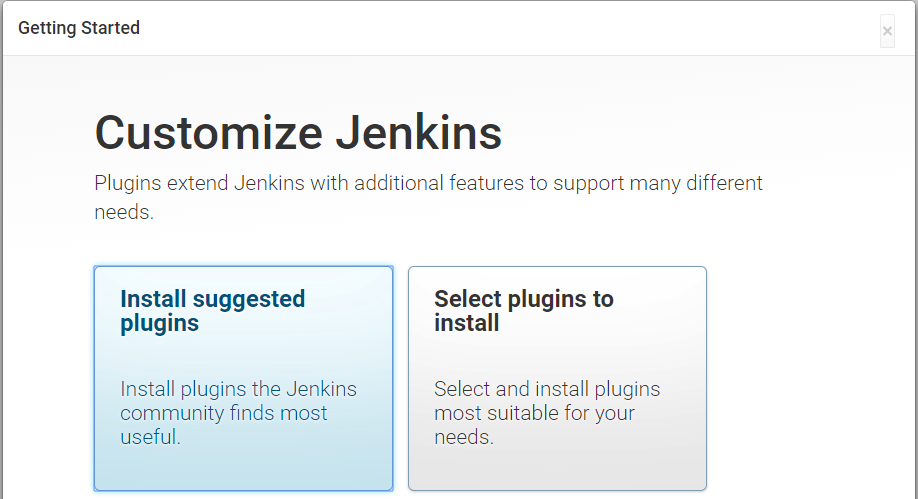 Getting Started
×
Customize Jenkins
Plugins extend Jenkins with additional features to support many different
needs.
Install suggested
plugins
Install plugins the Jenkins
community finds most
useful.
Select plugins to
install
Select and install plugins
most suitable for your
needs.